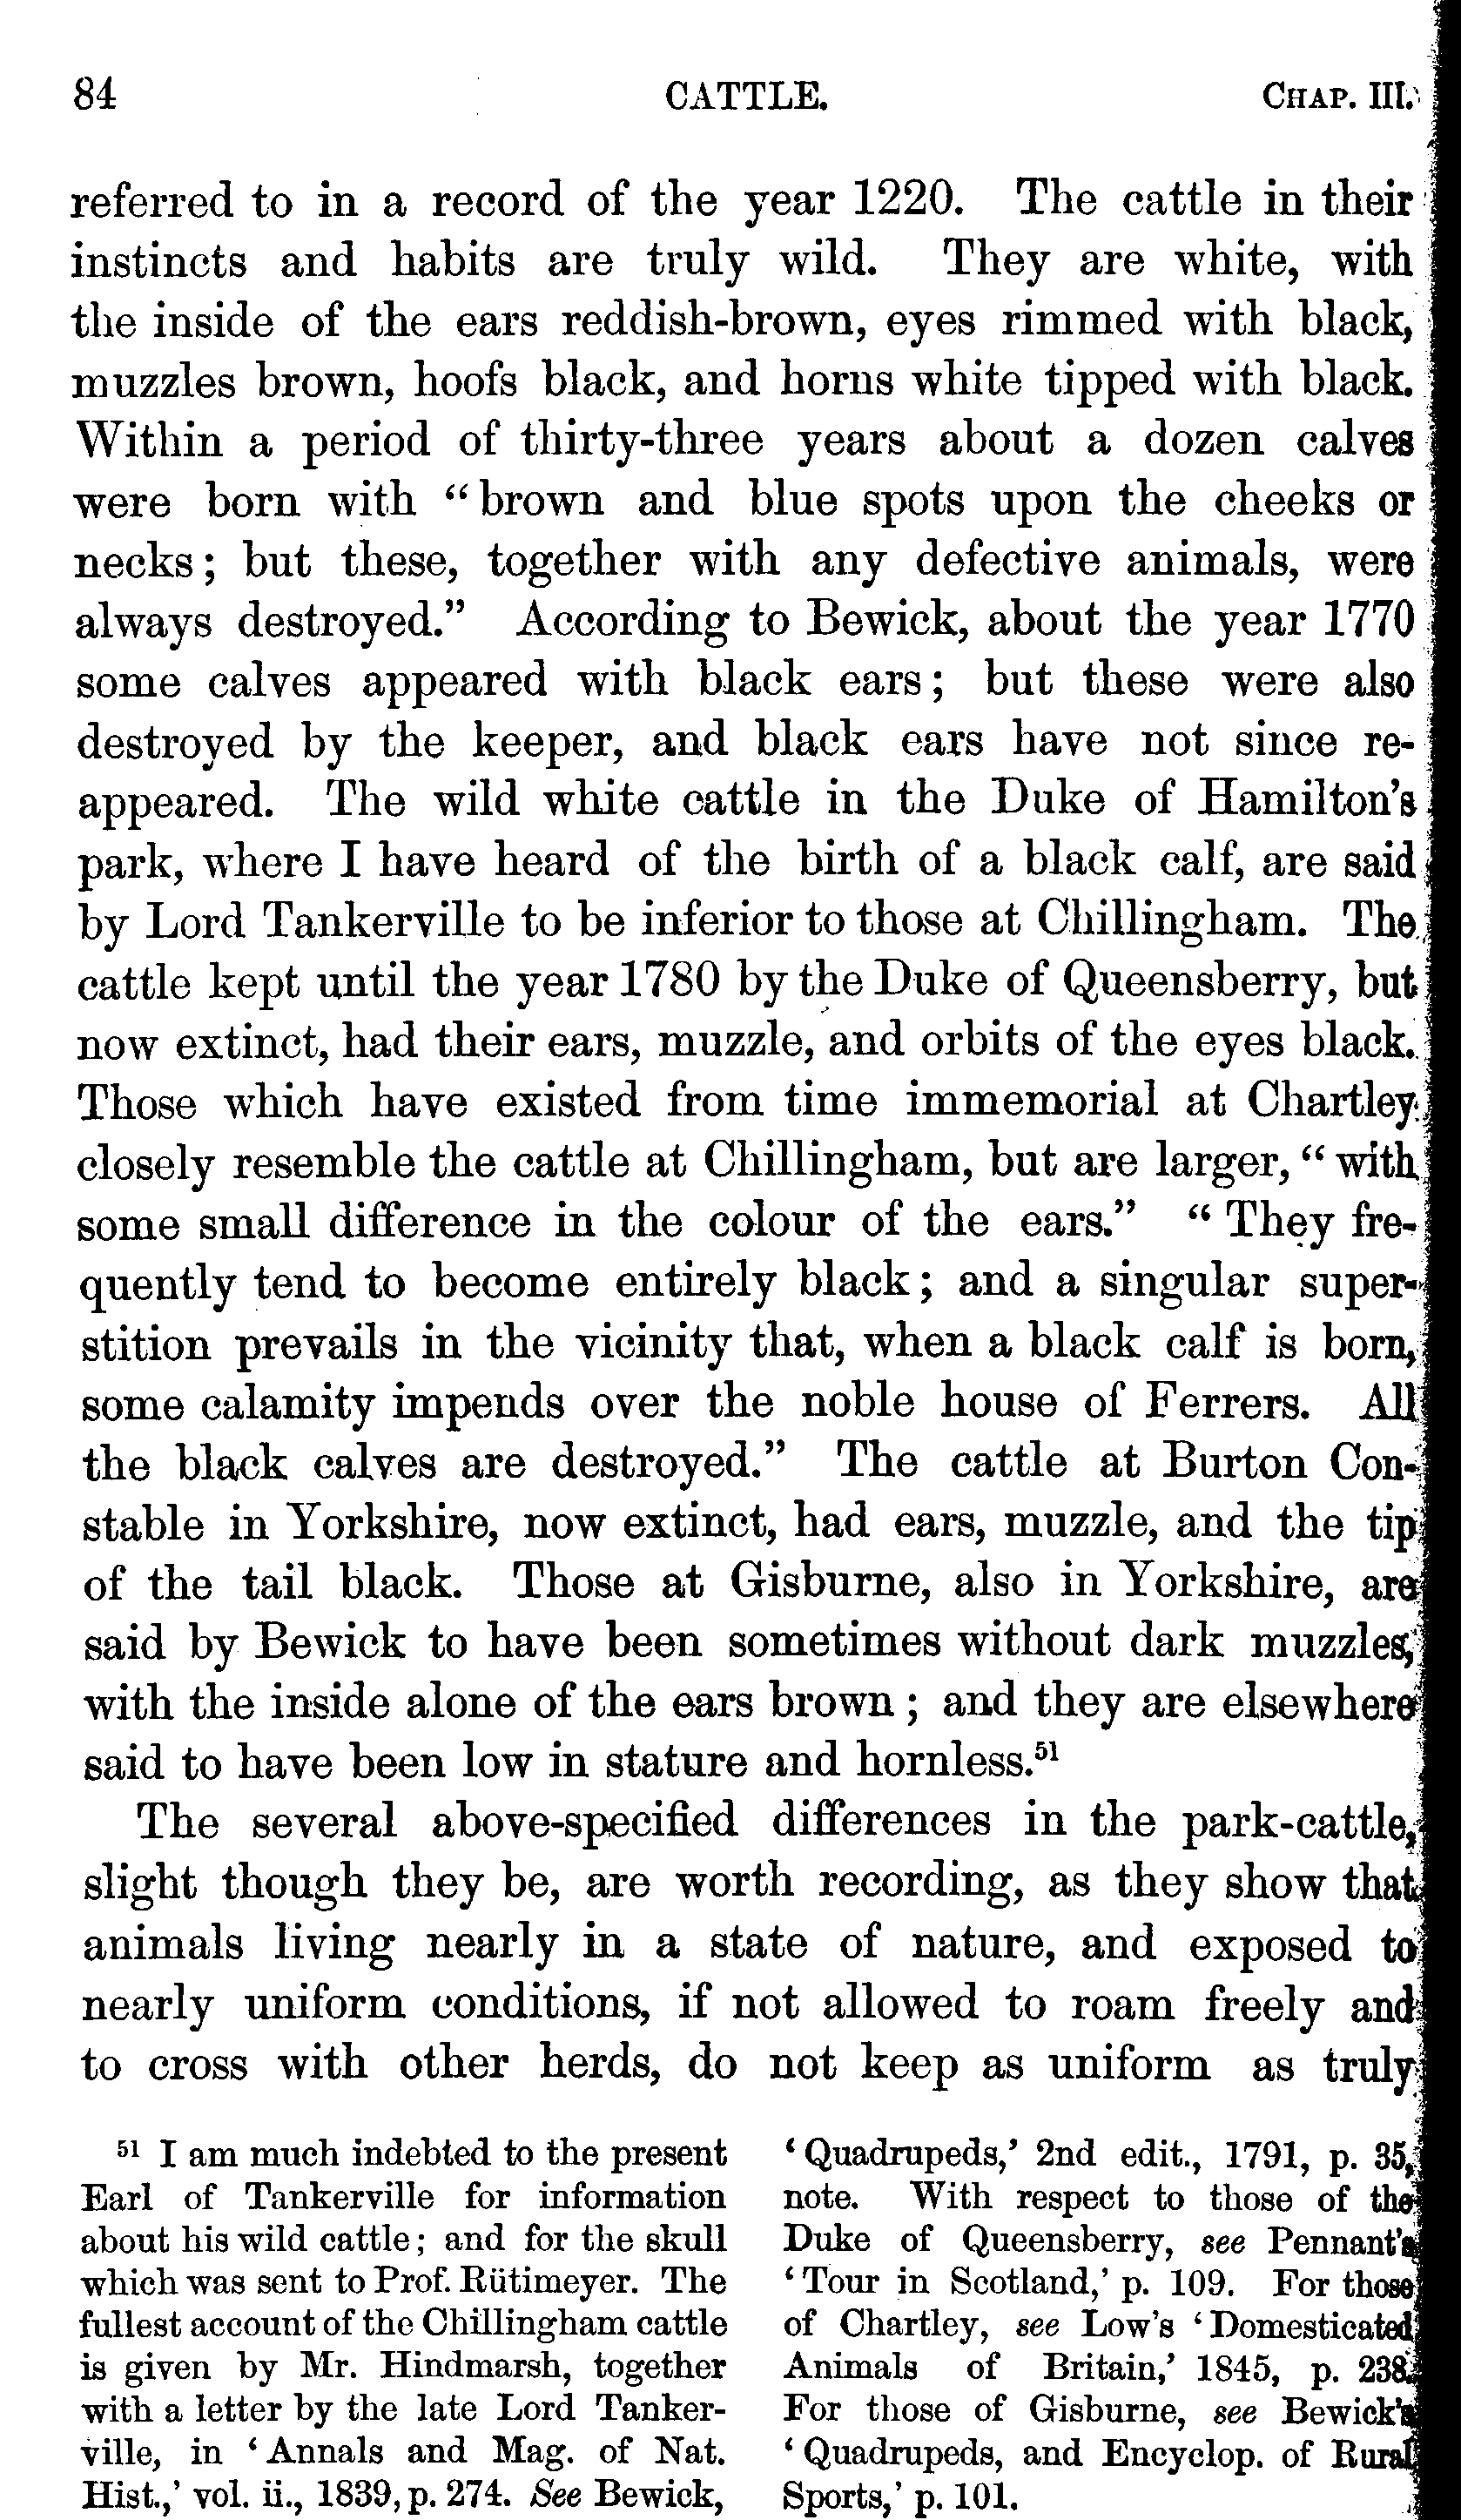 84 CATTLE. CHAP. III.
referred to in a record of the year 1220. The cattle in their
instincts and habits are truly wild. They are white, with
the inside of the ears reddish-brown, eyes rimmed with black,
muzzles brown, hoofs black, and horns white tipped with black.
Within a period of thirty-three years about a dozen calves
were born with “brown and blue spots upon the cheeks or
necks; but these, together with any defective animals, were
always destroyed.” According to Bewick, about the year 1770
some calves appeared with black ears; but these were also
destroyed by the keeper, and black ears have not since re-
appeared. The wild white cattle in the Duke of Hamilton’s
park, where I have heard of the birth of a black calf, are said
by Lord Tankerville to be inferior to those at Chillingham. The
cattle kept until the year 1780 by the Duke of Queensberry, but
now extinct, had their ears, muzzle, and orbits of the eyes black.
Those which have existed from time immemorial at Chartley
closely resemble the cattle at Chillingham, but are larger, “with
some small difference in the colour of the ears.” “They fre-
quently tend to become entirely black; and a singular super-
stition prevails in the vicinity that, when a black calf is born,
some calamity impends over the noble house of Ferrers. All
the black calves are destroyed.” The cattle at Burton Con-
stable in Yorkshire, now extinct, had ears, muzzle, and the tip
of the tail black. Those at Gisburne, also in Yorkshire, are
said by Bewick to have been sometimes without dark muzzles,
with the inside alone of the ears brown; and they are elsewhere
said to have been low in stature and hornless.⁵¹
The several above-specified differences in the park-cattle,
slight though they be, are worth recording, as they show that
animals living nearly in a state of nature, and exposed to
nearly uniform conditions, if not allowed to roam freely and
to cross with other herds, do not keep as uniform as truly
⁵¹ I am much indebted to the present
Earl of Tankerville for information
about his wild cattle; and for the skull
which was sent to Prof. Rütimeyer. The
fullest account of the Chillingham cattle
is given by Mr. Hindmarsh, together
with a letter by the late Lord Tanker-
ville, in ‘Annals and Mag. of Nat.
Hist.,’ vol. ii., 1839, p. 274. See Bewick,
‘Quadrupeds,’ 2nd edit., 1791, p. 35,
note. With respect to those of the
Duke of Queensberry, see Pennant’s
‘Tour in Scotland,’ p. 109. For those
of Chartley, see Low’s ‘Domesticated
Animals of Britain,’ 1845, p. 238.
For those of Gisburne, see Bewick’s
‘Quadrupeds, and Encyclop. of Rural
Sports,’ p. 101.